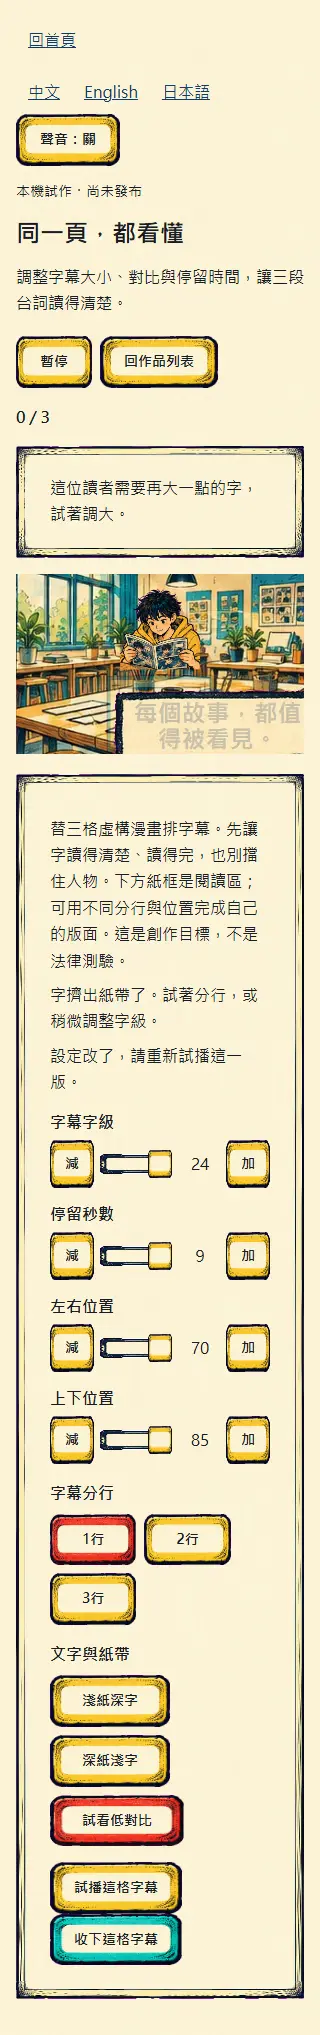 回首頁
中文 English 日本語
聲音：關
本機試作・尚未發布
同一頁，都看懂
調整字幕大小、對比與停留時間，讓三段
台詞讀得清楚。
暫停 回作品列表
0 / 3
這位讀者需要再大一點的字，
試著調大。
每個故事，都值
得被看見。
替三格虛構漫畫排字幕。先讓
字讀得清楚、讀得完，也別擋
住人物。下方紙框是閱讀區；
可用不同分行與位置完成自己
的版面。這是創作目標，不是
法律測驗。
字擠出紙帶了。試著分行，或
稍微調整字級。
設定改了，請重新試播這一
版。
字幕字級
減 24 加
停留秒數
減 9 加
左右位置
減 70 加
上下位置
減 85 加
字幕分行
1行 2行
3行
文字與紙帶
淺紙深字
深紙淺字
試看低對比
試播這格字幕
收下這格字幕